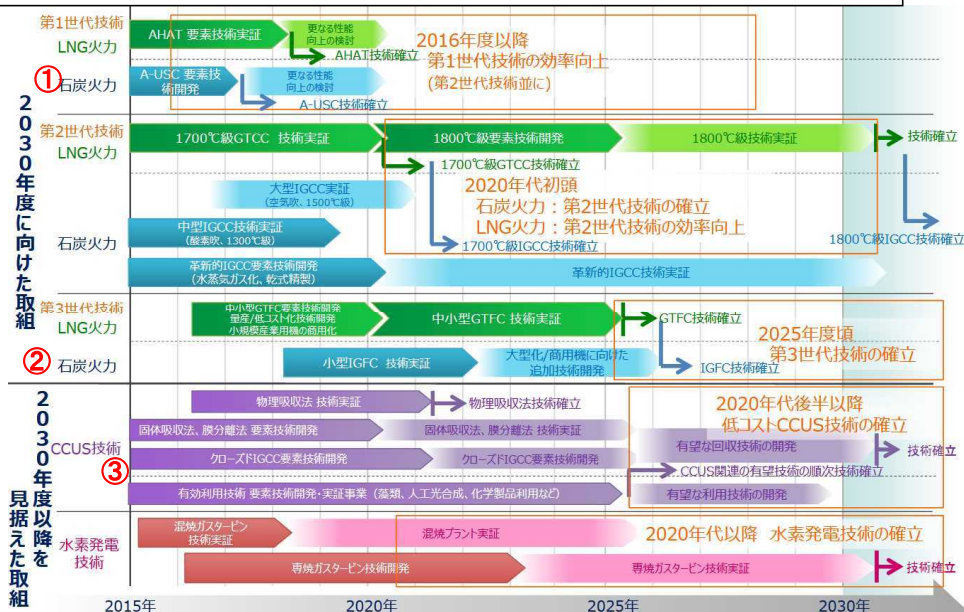 第1世代技術
LNG火力
AHAT 要素技術実証
更なる性能
向上の検討
AHAT技術確立
2016年度以降
第1世代技術の効率向上
(第2世代技術並に)
①
石炭火力
A-USC 要素技
術開発
更なる性能
向上の検討
A-USC技術確立
2030年度に向けた取組
第2世代技術
LNG火力
1700℃級GTCC 技術実証
1800℃級要素技術開発
1800℃級技術実証
技術確立
1700℃級GTCC技術確立
大型IGCC実証
(空気吹、1500℃級)
2020年代初頭
石炭火力：第2世代技術の確立
LNG火力：第2世代技術の効率向上
石炭火力
中型IGCC技術実証
(酸素吹、1300℃級)
1700℃級IGCC技術確立
1800℃級IGCC技術確立
革新的IGCC要素技術開発
(水蒸気ガス化、乾式精製)
革新的IGCC技術実証
第3世代技術
LNG火力
中小型GTFC要素技術開発
量産/低コスト化技術開発
小規模産業用機の商用化
中小型GTFC 技術実証
GTFC技術確立
2025年度頃
第3世代技術の確立
②
石炭火力
小型IGFC 技術実証
大型化/商用機に向けた
追加技術開発
IGFC技術確立
2030年度以降を
見据えた取組
CCUS技術
③
物理吸収法 技術実証
物理吸収法技術確立
2020年代後半以降
低コストCCUS技術の確立
固体吸収法、膜分離法 要素技術開発
固体吸収法、膜分離法 技術実証
有望な回収技術の開発
技術確立
クローズドIGCC要素技術開発
クローズドIGCC要素技術開発
CCUS関連の有望技術の順次技術確立
有効利用技術 要素技術開発・実証事業（藻類、人工光合成、化学製品利用など）
有望な利用技術の開発
水素発電
技術
混焼ガスタービン
技術実証
混焼プラント実証
2020年代以降 水素発電技術の確立
専焼ガスタービン技術開発
専焼ガスタービン技術実証
技術確立
2015年
2020年
2025年
2030年